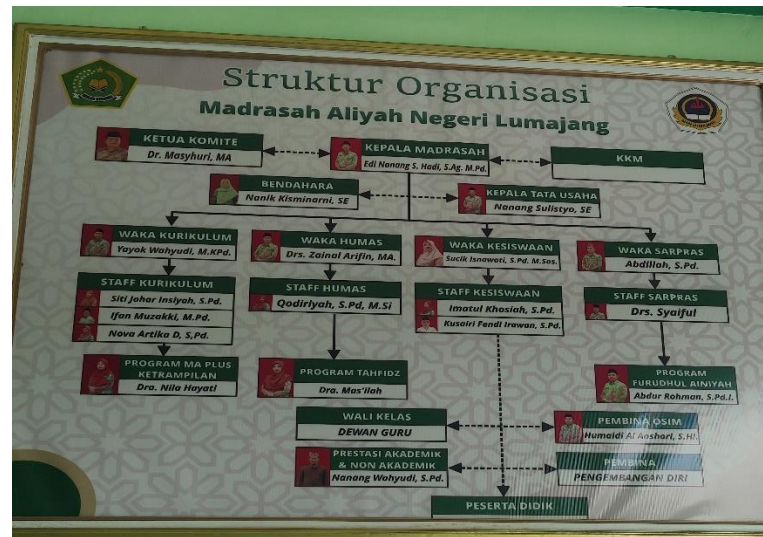 Struktur Organisasi
Madrasah Aliyah Negeri Lumajang
KETUA KOMITE
Dr. Masyhuri, MA
KEPALA MADRASAH
Edi Nanang S. Hadi, S.Ag. M.Pd.
KKM
BENDAHARA
Nanik Kisminarni, SE
KEPALA TATA USAHA
Nanang Sulistyo, SE
WAKA KURIKULUM
Yayok Wahyudi, M.KPd.
WAKA HUMAS
Drs. Zainal Arifin, MA.
WAKA KESISWAAN
Sucik Isnawati, S.Pd. M.Sos.
WAKA SARPRAS
Abdillah, S.Pd.
STAFF KURIKULUM
Siti Johar Insiyah, S.Pd.
Ifan Muzakki, M.Pd.
Nova Artika D, S,Pd.
STAFF HUMAS
Qodiriyah, S.Pd, M.Si
STAFF KESISWAAN
Imatul Khosiah, S.Pd.
Kusairi Fendi Irawan, S.Pd.
STAFF SARPRAS
Drs. Syaiful
PROGRAM MA PLUS
KETRAMPILAN
Dra. Nila Hayati
PROGRAM TAHFIDZ
Dra. Mas'ilah
PROGRAM
FURUDHUL AINIYAH
Abdur Rohman, S.Pd.I.
WALI KELAS
DEWAN GURU
PEMBINA OSIM
Humaidi Al Anshori, S.HI.
PRESTASI AKADEMIK
& NON AKADEMIK
Nanang Wahyudi, S.Pd.
PEMBINA
PENGEMBANGAN DIRI
PESERTA DIDIK